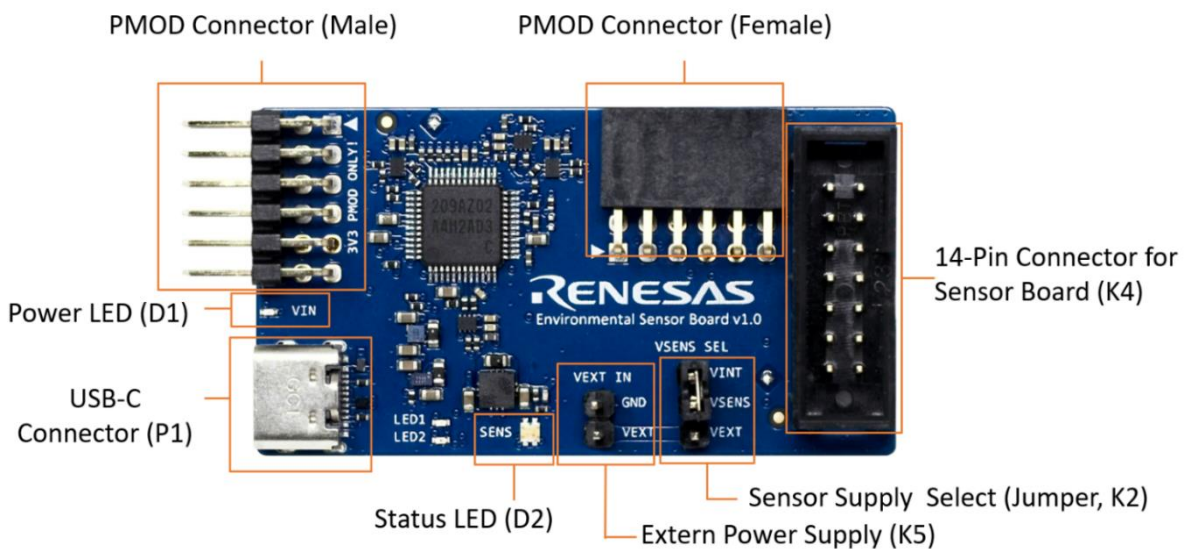 PMOD Connector (Male)
PMOD Connector (Female)
3V3 PMOD ONLY!
14-Pin Connector for
Sensor Board (K4)
RENESAS
Environmental Sensor Board v1.0
Power LED (D1)
VIN
VSENS SEL
VINT
VSENS
VEXT
VEXT IN
GND
VEXT
USB-C
Connector (P1)
LED1
LED2
SENS
Status LED (D2)
Sensor Supply Select (Jumper, K2)
Extern Power Supply (K5)